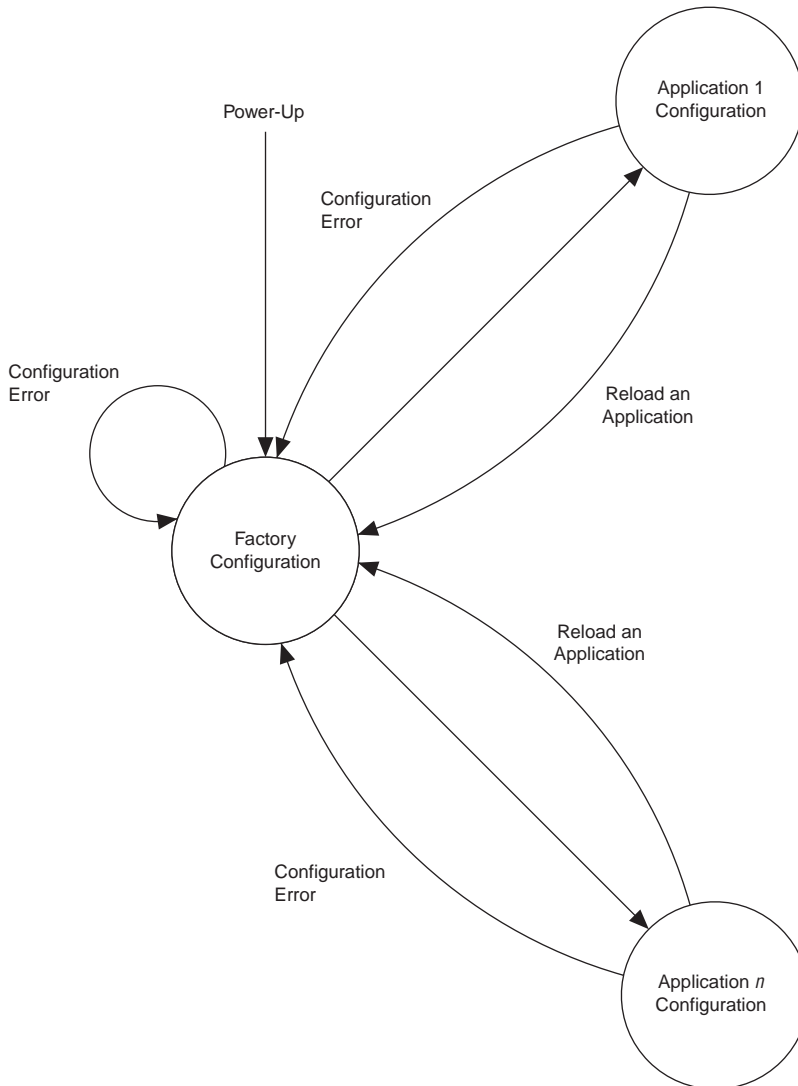 Application 1
Configuration
Power-Up
Configuration
Error
Configuration
Error
Reload an
Application
Factory
Configuration
Reload an
Application
Configuration
Error
Application n
Configuration